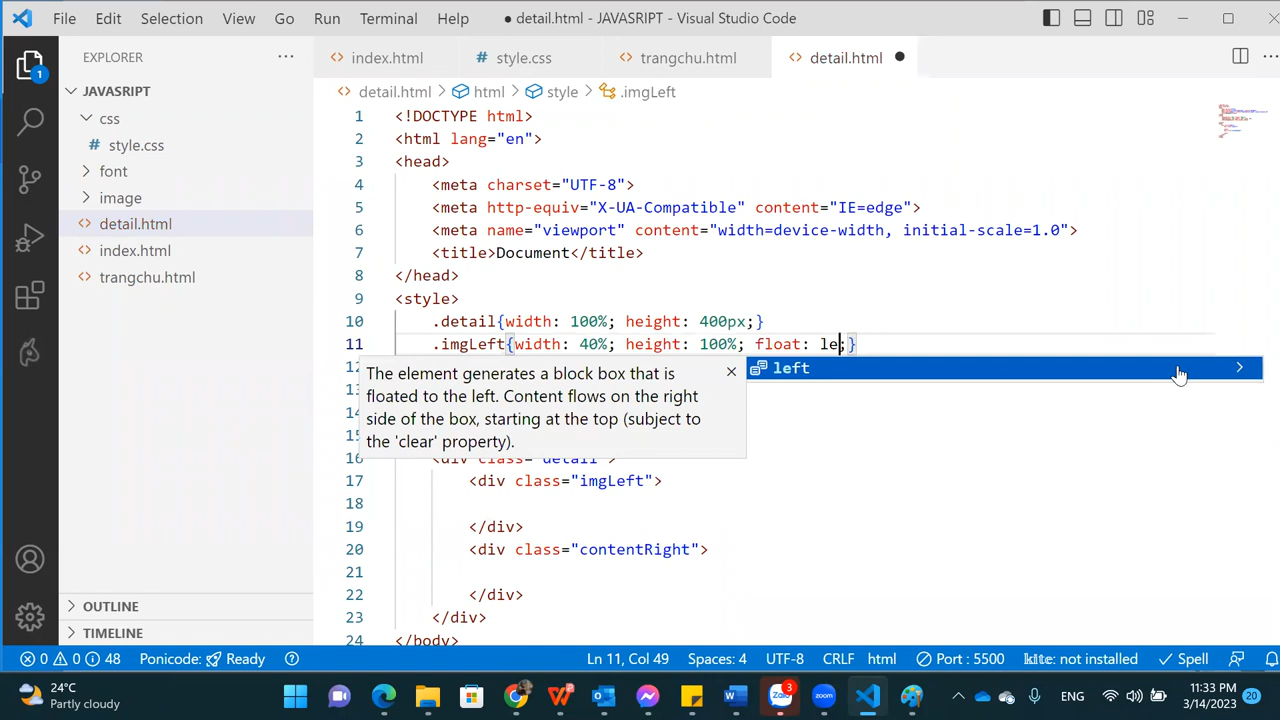 File Edit Selection View Go Run Terminal Help ● detail.html - JAVASRIPT - Visual Studio Code
EXPLORER ···
index.html # style.css trangchu.html detail.html ●
1
JAVASRIPT
css
# style.css
font
image
detail.html
index.html
trangchu.html
OUTLINE
TIMELINE
detail.html > html > style > .imgLeft
1 <!DOCTYPE html>
2 <html lang="en">
3 <head>
4 <meta charset="UTF-8">
5 <meta http-equiv="X-UA-Compatible" content="IE=edge">
6 <meta name="viewport" content="width=device-width, initial-scale=1.0">
7 <title>Document</title>
8 </head>
9 <style>
10 .detail{width: 100%; height: 400px;}
11 .imgLeft{width: 40%; height: 100%; float: le;}
left
The element generates a block box that is
floated to the left. Content flows on the right
side of the box, starting at the top (subject to
the 'clear' property).
16 <div class="detail">
17 <div class="imgLeft">
18
19 </div>
20 <div class="contentRight">
21
22 </div>
23 </div>
24 </body>
0 0 48 Ponicode: Ready Ln 11, Col 49 Spaces: 4 UTF-8 CRLF html Port : 5500 kite: not installed Spell
24°C
Partly cloudy
3
Zalo
zoom
ENG
11:33 PM
3/14/2023
20